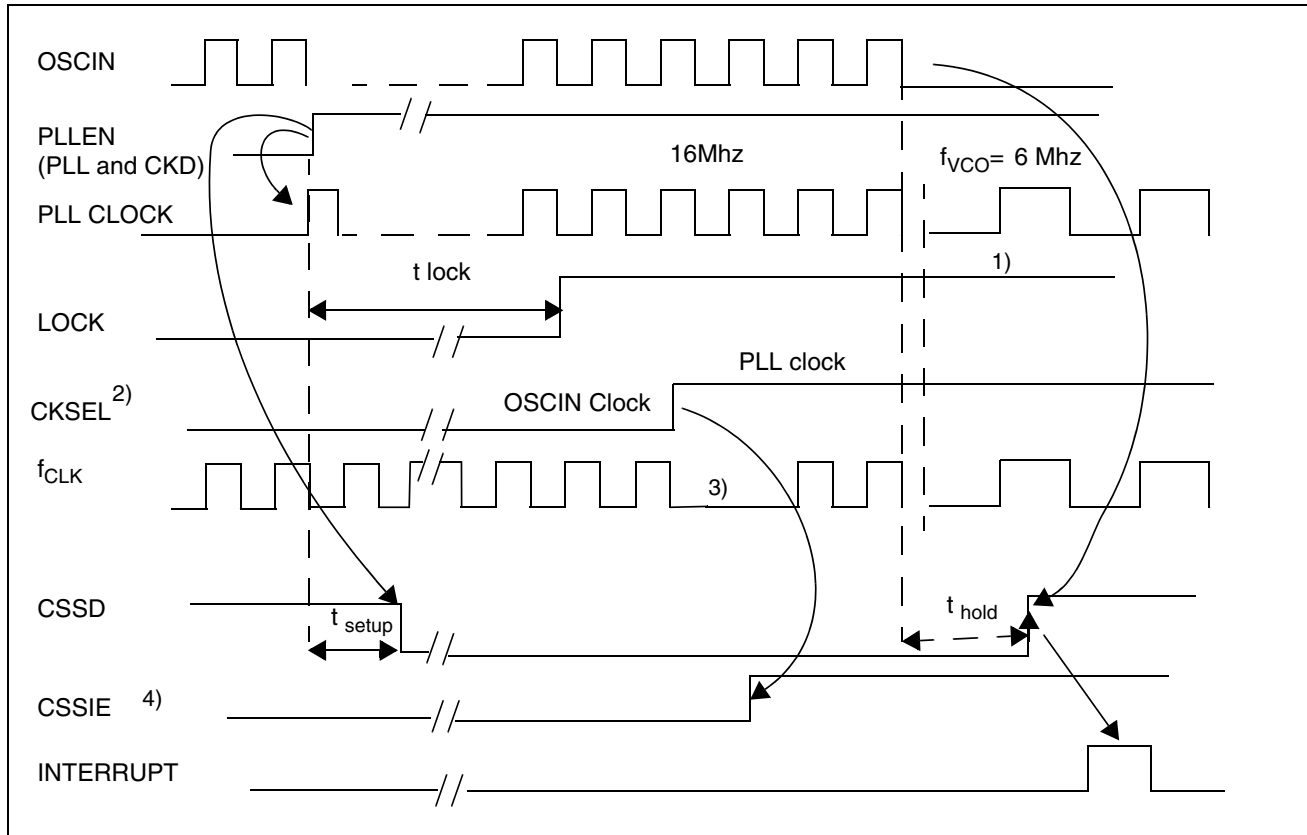 OSCIN
PLLEN
(PLL and CKD)
16Mhz
fVCO= 6 Mhz
PLL CLOCK
t lock
1)
LOCK
PLL clock
CKSEL2)
OSCIN Clock
fCLK
3)
CSSD
t setup
t hold
CSSIE 4)
INTERRUPT